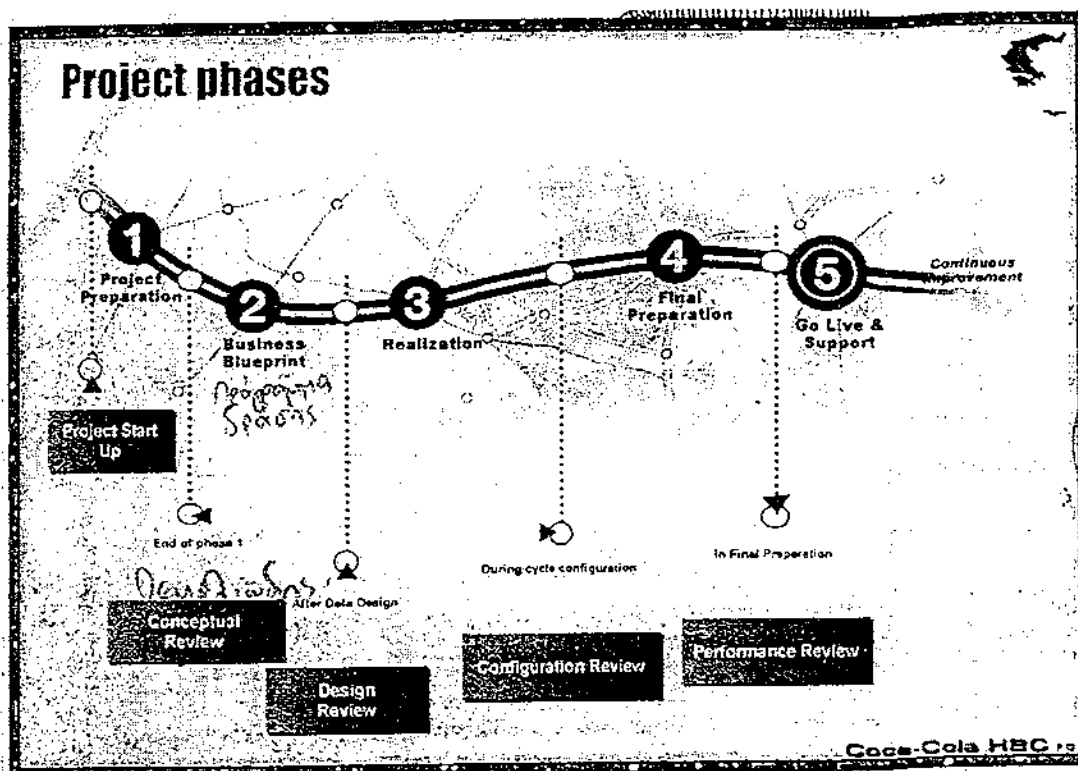 Project phases
1
Project
Preparation
2
Business
Blueprint
3
Realization
4
Final
Preparation
5
Go Live &
Support
Continuous
Improvement
Project Start
Up
End of phase 1
After Data Design
During cycle configuration
In Final Preparation
Conceptual
Review
Design
Review
Configuration Review
Performance Review
Coca-Cola HBC